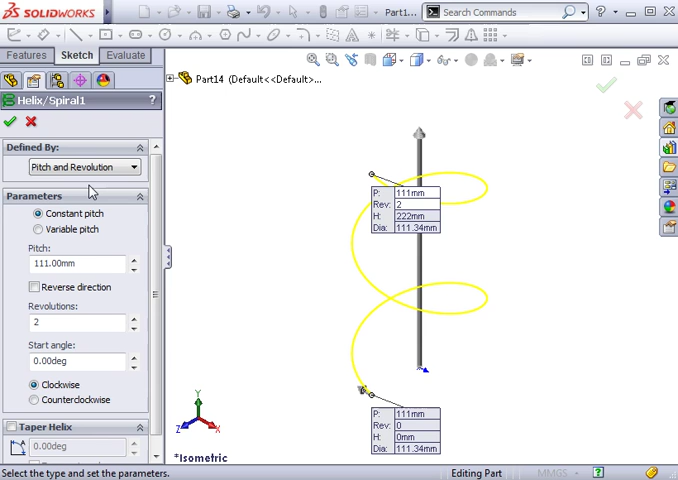 SOLIDWORKS
Part1...
Search Commands
?
Features
Sketch
Evaluate
Part14 (Default<<Default>...
Helix/Spiral1
?
Defined By:
Pitch and Revolution
Parameters
Constant pitch
Variable pitch
Pitch:
111.00mm
Reverse direction
Revolutions:
2
Start angle:
0.00deg
Clockwise
Counterclockwise
Taper Helix
0.00deg
P: 111mm
Rev: 2
H: 222mm
Dia: 111.34mm
P: 111mm
Rev: 0
H: 0mm
Dia: 111.34mm
Y
Z
X
*Isometric
Select the type and set the parameters.
Editing Part
MMGS
?